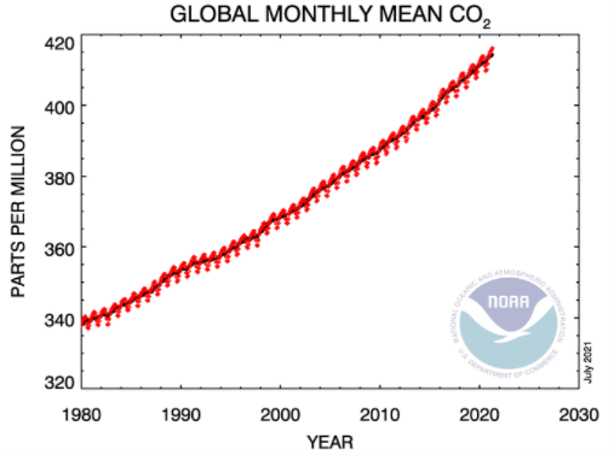 GLOBAL MONTHLY MEAN CO2
420
400
380
360
340
320
PARTS PER MILLION
1980 1990 2000 2010 2020 2030
YEAR
NATIONAL OCEANIC AND ATMOSPHERIC ADMINISTRATION
NOAA
U.S. DEPARTMENT OF COMMERCE
July 2021